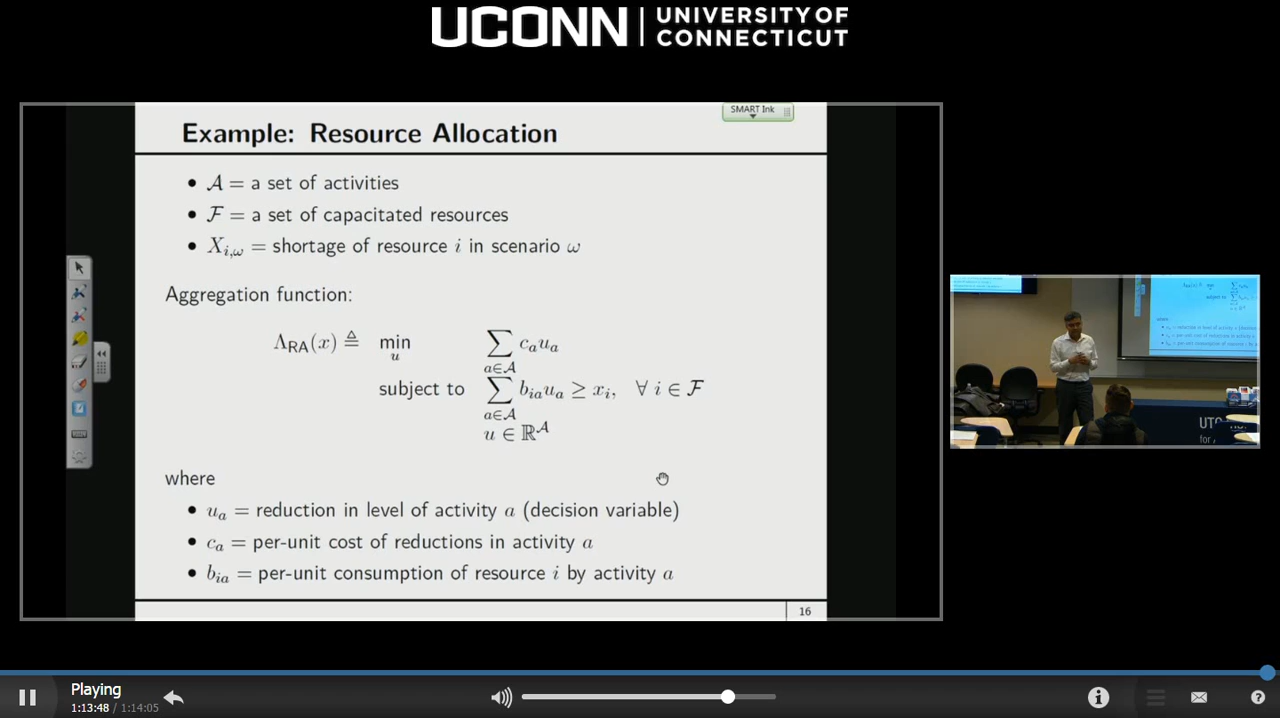 UCONN
UNIVERSITY OF
CONNECTICUT
SMART Ink
Example: Resource Allocation
• 𝒜 = a set of activities
• ℱ = a set of capacitated resources
• X_{i,ω} = shortage of resource i in scenario ω
Aggregation function:
Λ_{RA}(x) ≜ min_u ∑_{a∈𝒜} c_a u_a
subject to ∑_{a∈𝒜} b_{ia} u_a ≥ x_i, ∀ i ∈ ℱ
u ∈ ℝ^𝒜
where
• u_a = reduction in level of activity a (decision variable)
• c_a = per-unit cost of reductions in activity a
• b_{ia} = per-unit consumption of resource i by activity a
16
Playing
1:13:48 / 1:14:05